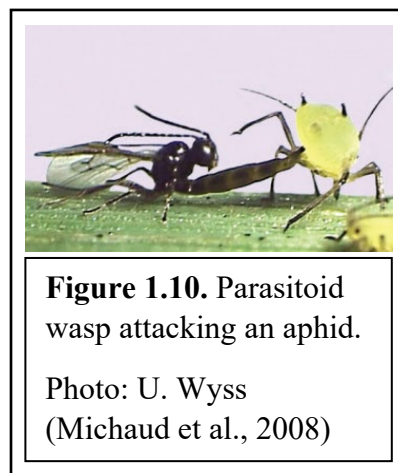 Figure 1.10. Parasitoid
wasp attacking an aphid.
Photo: U. Wyss
(Michaud et al., 2008)